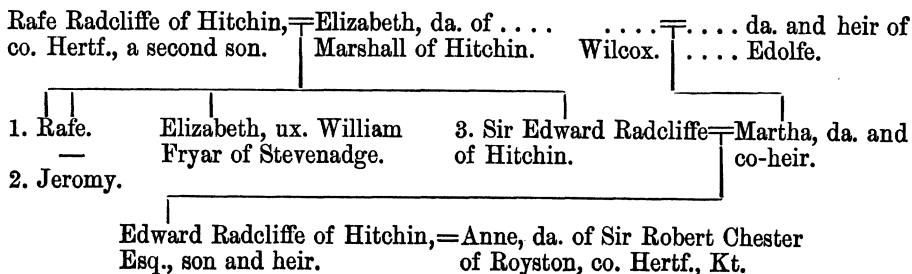 Rafe Radcliffe of Hitchin,=Elizabeth, da. of . . . . . . . .=. . . . da. and heir of
co. Hertf., a second son. Marshall of Hitchin. Wilcox. . . . . Edolfe.
1. Rafe. Elizabeth, ux. William 3. Sir Edward Radcliffe=Martha, da. and
— Fryar of Stevenadge. of Hitchin. co-heir.
2. Jeromy.
Edward Radcliffe of Hitchin,=Anne, da. of Sir Robert Chester
Esq., son and heir. of Royston, co. Hertf., Kt.